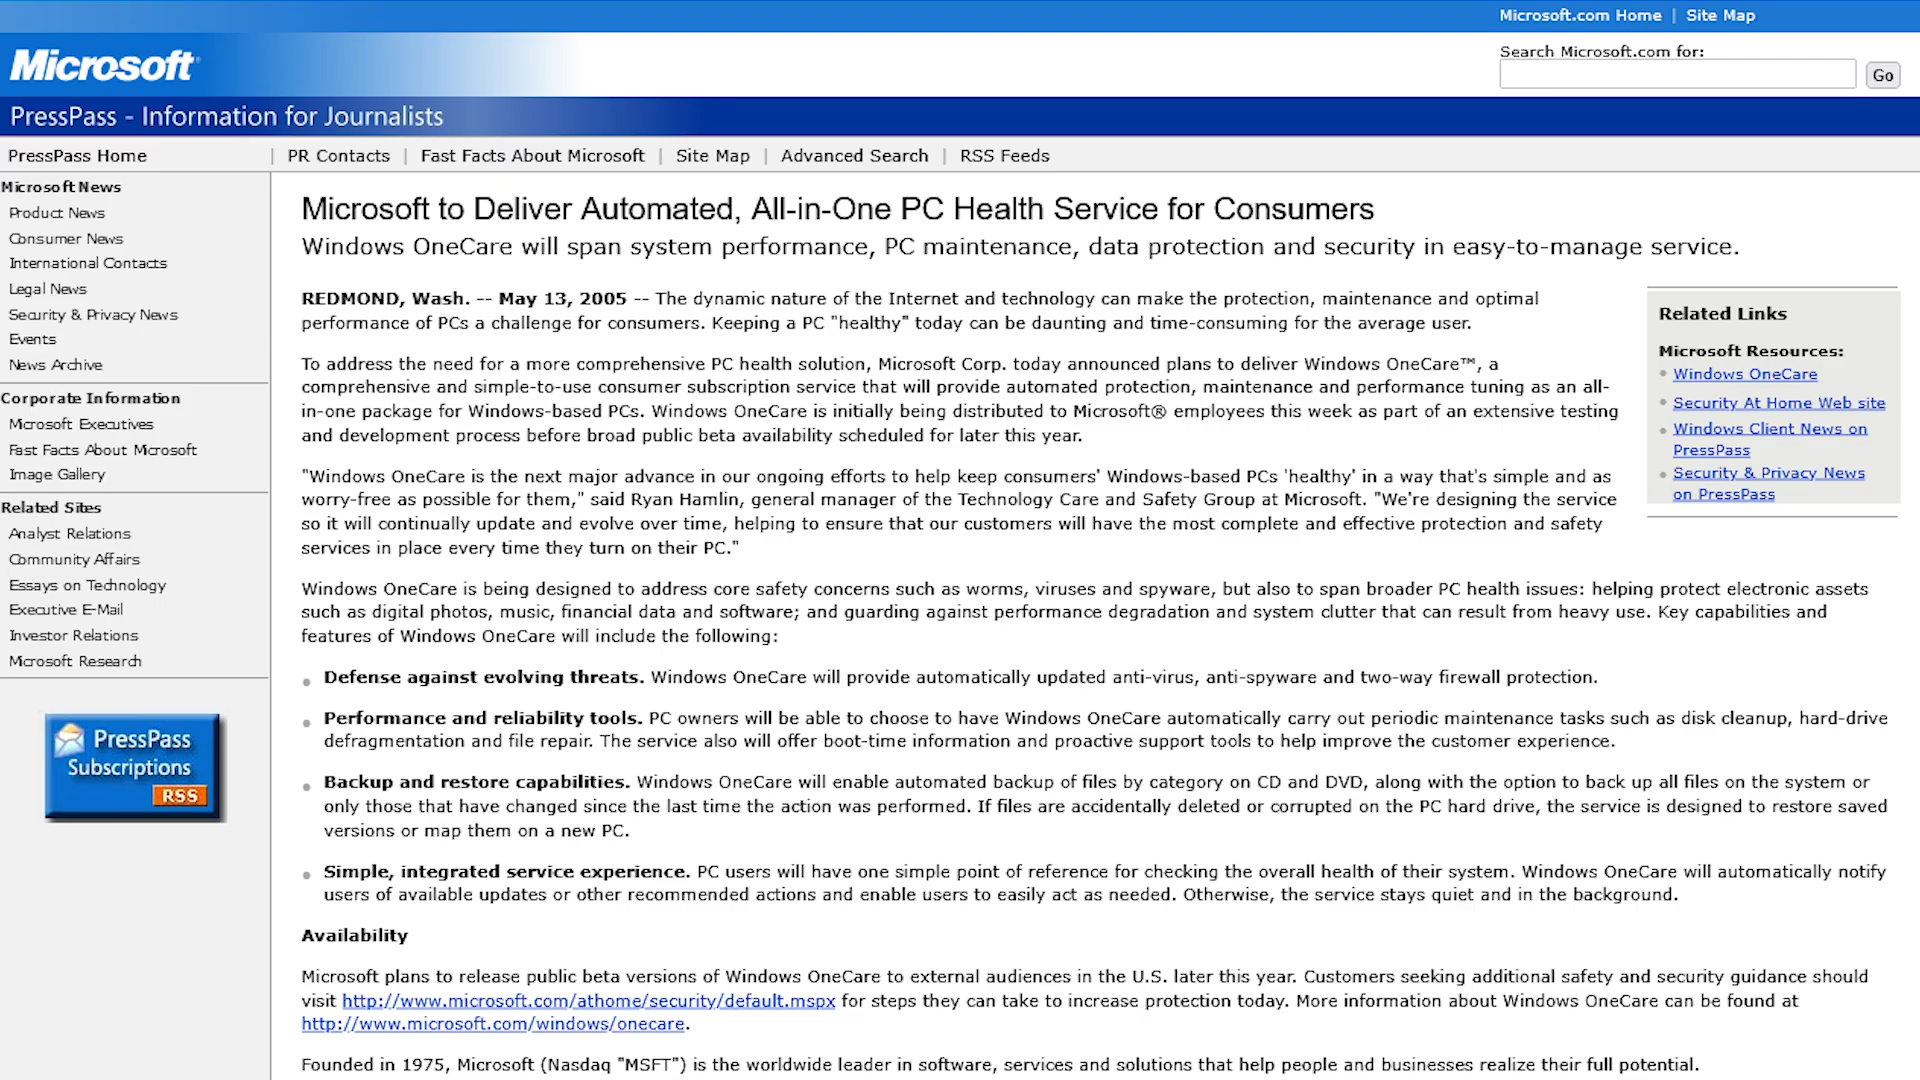 Microsoft.com Home | Site Map
Microsoft
Search Microsoft.com for:
Go
PressPass - Information for Journalists
PressPass Home | PR Contacts | Fast Facts About Microsoft | Site Map | Advanced Search | RSS Feeds
Microsoft News
Product News
Consumer News
International Contacts
Legal News
Security & Privacy News
Events
News Archive
Corporate Information
Microsoft Executives
Fast Facts About Microsoft
Image Gallery
Related Sites
Analyst Relations
Community Affairs
Essays on Technology
Executive E-Mail
Investor Relations
Microsoft Research
PressPass
Subscriptions
RSS
Microsoft to Deliver Automated, All-in-One PC Health Service for Consumers
Windows OneCare will span system performance, PC maintenance, data protection and security in easy-to-manage service.
REDMOND, Wash. -- May 13, 2005 -- The dynamic nature of the Internet and technology can make the protection, maintenance and optimal
performance of PCs a challenge for consumers. Keeping a PC "healthy" today can be daunting and time-consuming for the average user.
To address the need for a more comprehensive PC health solution, Microsoft Corp. today announced plans to deliver Windows OneCare™, a
comprehensive and simple-to-use consumer subscription service that will provide automated protection, maintenance and performance tuning as an all-
in-one package for Windows-based PCs. Windows OneCare is initially being distributed to Microsoft® employees this week as part of an extensive testing
and development process before broad public beta availability scheduled for later this year.
"Windows OneCare is the next major advance in our ongoing efforts to help keep consumers' Windows-based PCs 'healthy' in a way that's simple and as
worry-free as possible for them," said Ryan Hamlin, general manager of the Technology Care and Safety Group at Microsoft. "We're designing the service
so it will continually update and evolve over time, helping to ensure that our customers will have the most complete and effective protection and safety
services in place every time they turn on their PC."
Windows OneCare is being designed to address core safety concerns such as worms, viruses and spyware, but also to span broader PC health issues: helping protect electronic assets
such as digital photos, music, financial data and software; and guarding against performance degradation and system clutter that can result from heavy use. Key capabilities and
features of Windows OneCare will include the following:
Defense against evolving threats. Windows OneCare will provide automatically updated anti-virus, anti-spyware and two-way firewall protection.
Performance and reliability tools. PC owners will be able to choose to have Windows OneCare automatically carry out periodic maintenance tasks such as disk cleanup, hard-drive
defragmentation and file repair. The service also will offer boot-time information and proactive support tools to help improve the customer experience.
Backup and restore capabilities. Windows OneCare will enable automated backup of files by category on CD and DVD, along with the option to back up all files on the system or
only those that have changed since the last time the action was performed. If files are accidentally deleted or corrupted on the PC hard drive, the service is designed to restore saved
versions or map them on a new PC.
Simple, integrated service experience. PC users will have one simple point of reference for checking the overall health of their system. Windows OneCare will automatically notify
users of available updates or other recommended actions and enable users to easily act as needed. Otherwise, the service stays quiet and in the background.
Availability
Microsoft plans to release public beta versions of Windows OneCare to external audiences in the U.S. later this year. Customers seeking additional safety and security guidance should
visit http://www.microsoft.com/athome/security/default.mspx for steps they can take to increase protection today. More information about Windows OneCare can be found at
http://www.microsoft.com/windows/onecare.
Founded in 1975, Microsoft (Nasdaq "MSFT") is the worldwide leader in software, services and solutions that help people and businesses realize their full potential.
Related Links
Microsoft Resources:
Windows OneCare
Security At Home Web site
Windows Client News on
PressPass
Security & Privacy News
on PressPass